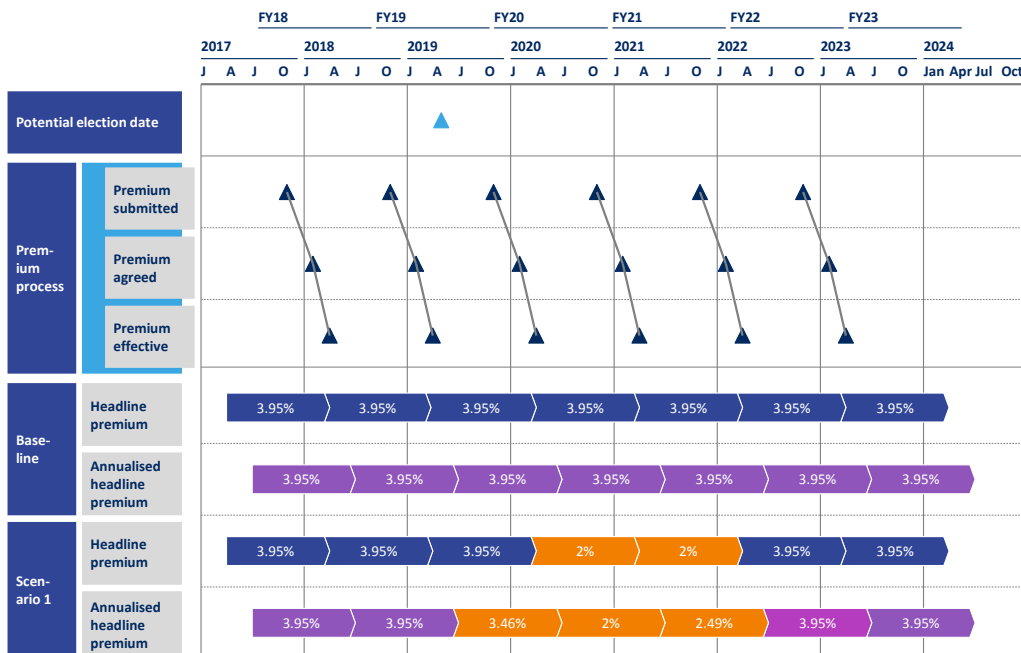 FY18 FY19 FY20 FY21 FY22 FY23
2017 2018 2019 2020 2021 2022 2023 2024
J A J O J A J O J A J O J A J O J A J O J A J O J A J O Jan Apr Jul Oct
Potential election date
Prem-
ium
process
Premium
submitted
Premium
agreed
Premium
effective
Base-
line
Headline
premium
3.95% 3.95% 3.95% 3.95% 3.95% 3.95% 3.95%
Annualised
headline
premium
3.95% 3.95% 3.95% 3.95% 3.95% 3.95% 3.95%
Scen-
ario 1
Headline
premium
3.95% 3.95% 3.95% 2% 2% 3.95% 3.95%
Annualised
headline
premium
3.95% 3.95% 3.46% 2% 2.49% 3.95% 3.95%